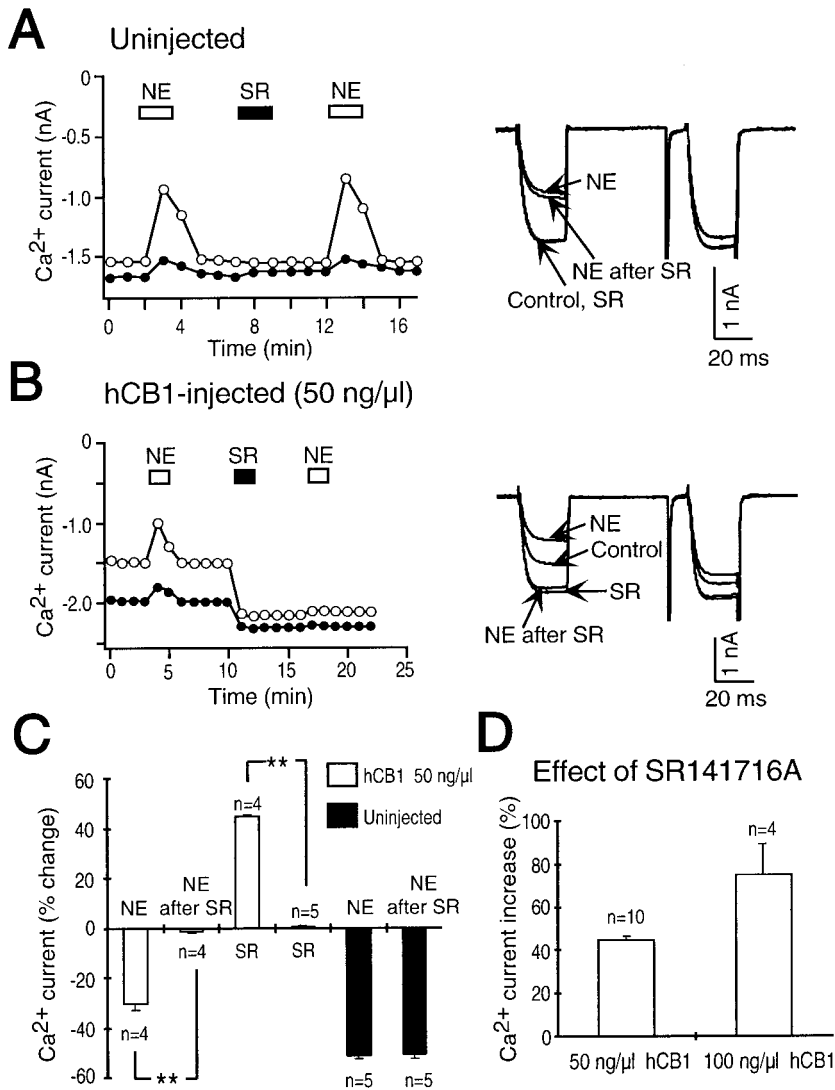 A
Uninjected
0
-0.5
-1.0
-1.5
Ca2+ current (nA)
NE
SR
NE
0
4
8
12
16
Time (min)
NE
NE after SR
Control, SR
1 nA
20 ms
B
hCB1-injected (50 ng/µl)
0
-1.0
-2.0
Ca2+ current (nA)
NE
SR
NE
0
5
10
15
20
25
Time (min)
NE
Control
SR
NE after SR
1 nA
20 ms
C
60
40
20
0
-20
-40
-60
Ca2+ current (% change)
**
hCB1 50 ng/µl
Uninjected
n=4
NE
NE
after SR
n=5
NE
NE
after SR
n=4
SR
SR
n=4
**
n=5
n=5
D
Effect of SR141716A
100
80
60
40
20
0
Ca2+ current increase (%)
n=10
n=4
50 ng/µl hCB1
100 ng/µl hCB1